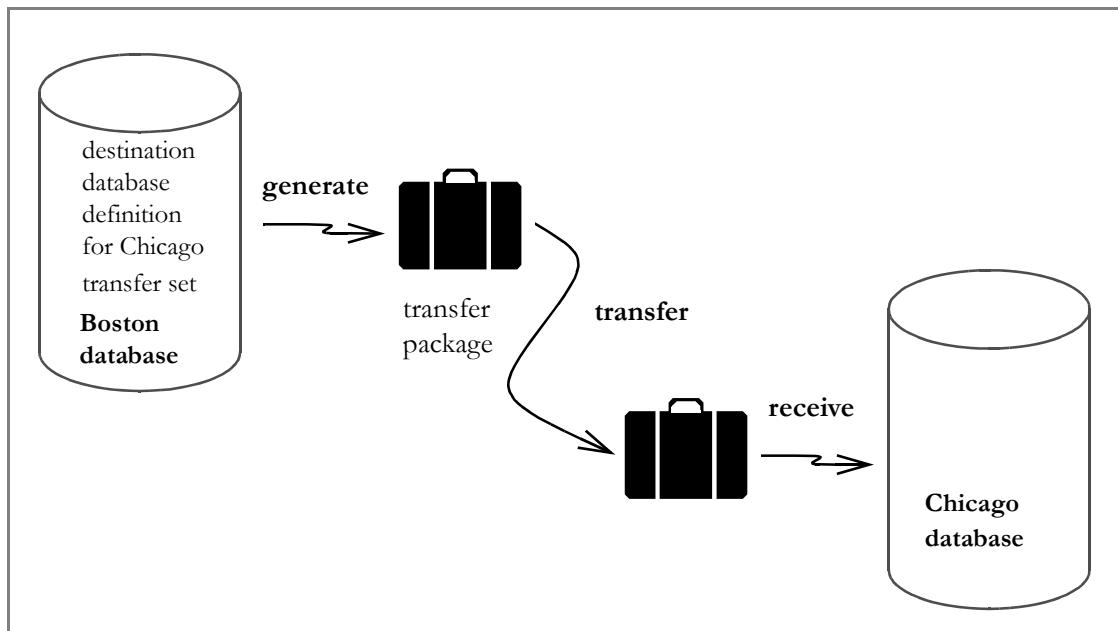 destination
database
definition
for Chicago
transfer set
Boston
database
generate
transfer
package
transfer
receive
Chicago
database